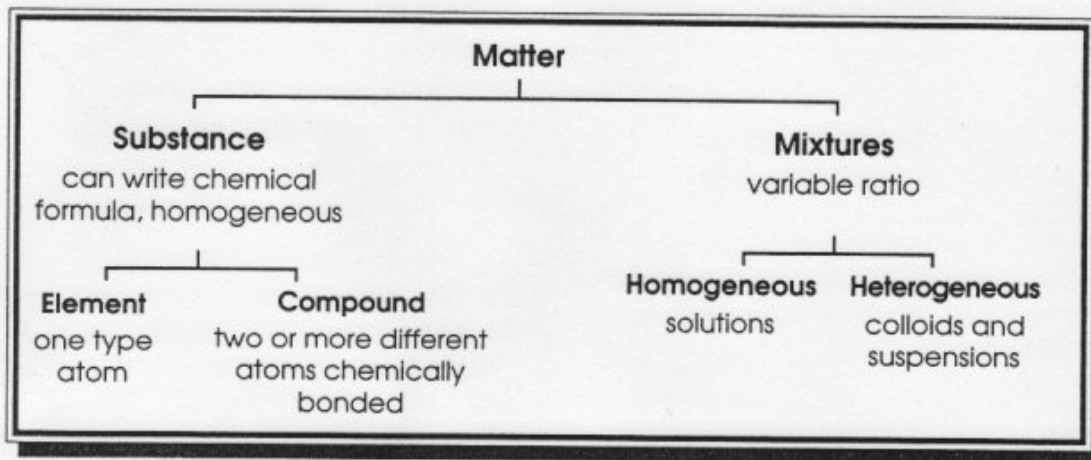 Matter
Substance
can write chemical
formula, homogeneous
Mixtures
variable ratio
Element
one type
atom
Compound
two or more different
atoms chemically
bonded
Homogeneous
solutions
Heterogeneous
colloids and
suspensions